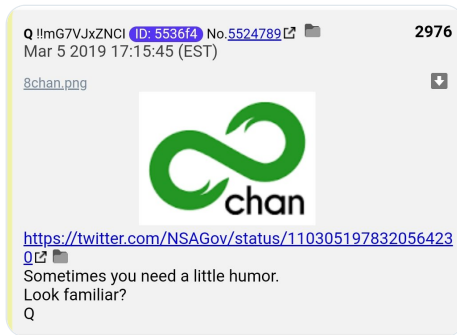 Q !!mG7VJxZNCI ID: 5536f4 No.5524789 2976
Mar 5 2019 17:15:45 (EST)
8chan.png
chan
https://twitter.com/NSAGov/status/110305197832056423
0
Sometimes you need a little humor.
Look familiar?
Q